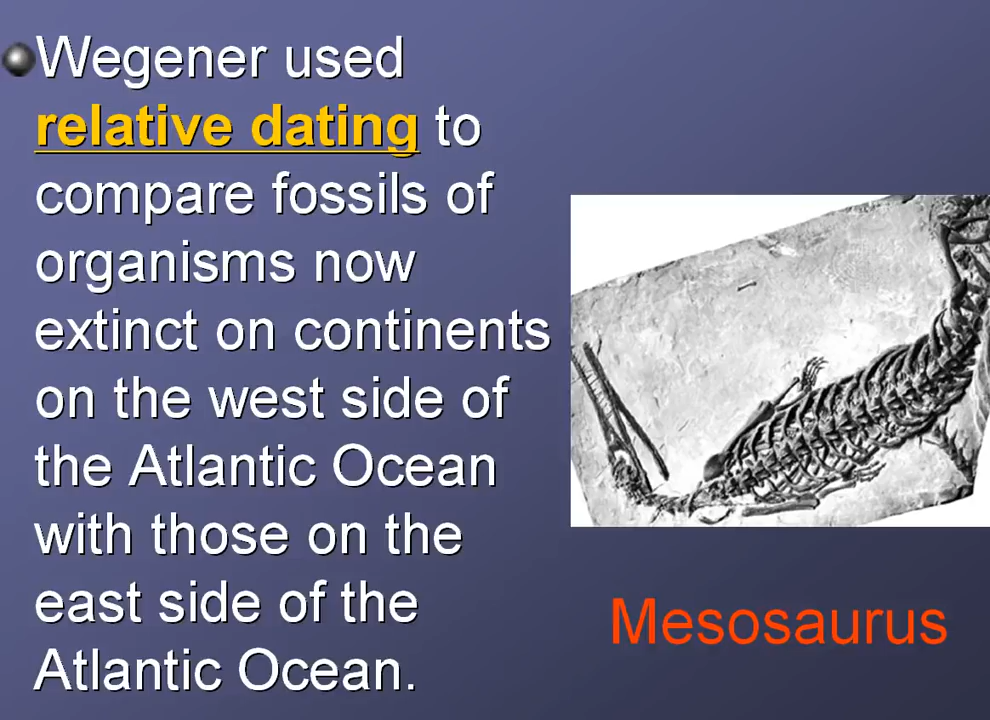 Wegener used
relative dating to
compare fossils of
organisms now
extinct on continents
on the west side of
the Atlantic Ocean
with those on the
east side of the
Atlantic Ocean.
Mesosaurus